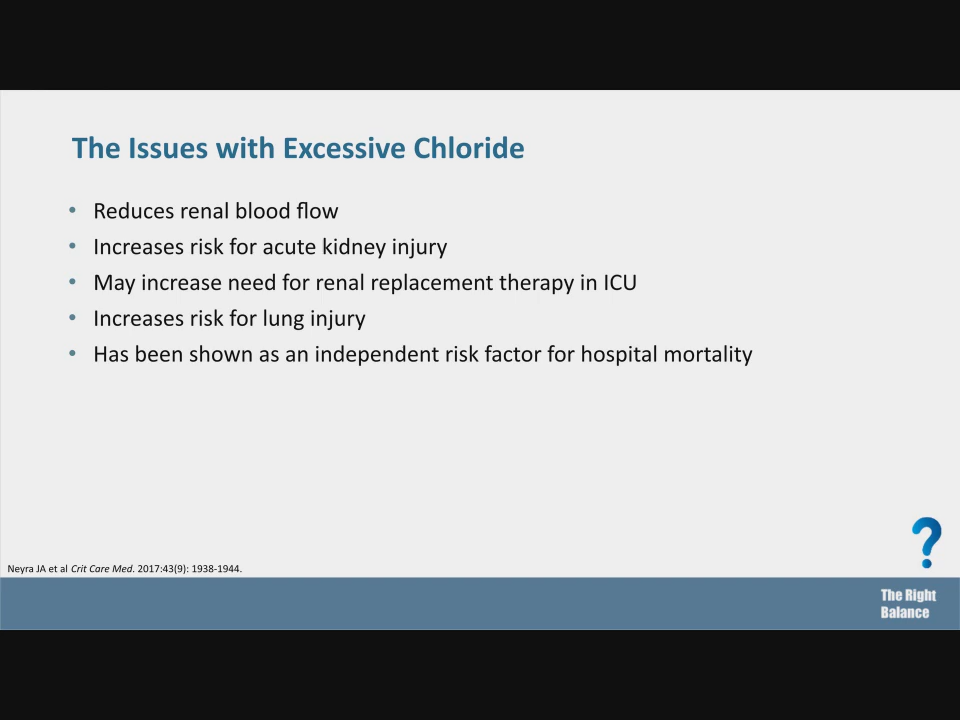 The Issues with Excessive Chloride
• Reduces renal blood flow
• Increases risk for acute kidney injury
• May increase need for renal replacement therapy in ICU
• Increases risk for lung injury
• Has been shown as an independent risk factor for hospital mortality
?
Neyra JA et al Crit Care Med. 2017:43(9): 1938-1944.
The Right
Balance